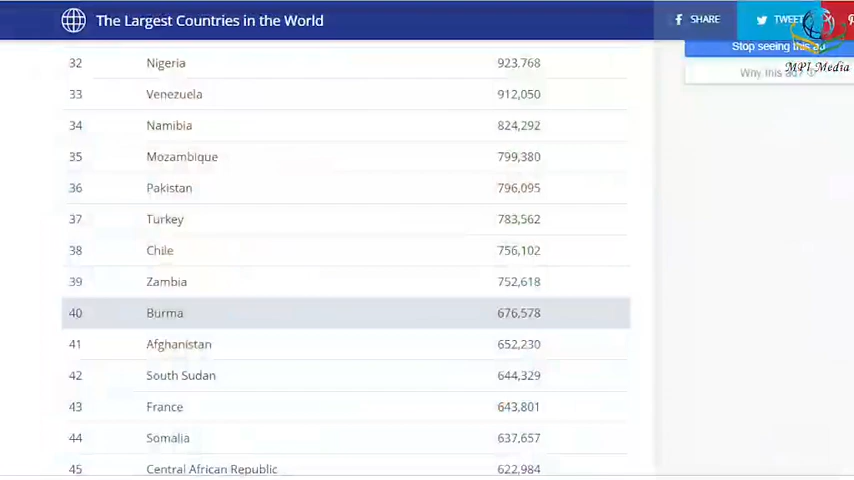 The Largest Countries in the World
SHARE
TWEET
Stop seeing this ad
Why this ad?
MPI Media
32 Nigeria 923,768
33 Venezuela 912,050
34 Namibia 824,292
35 Mozambique 799,380
36 Pakistan 796,095
37 Turkey 783,562
38 Chile 756,102
39 Zambia 752,618
40 Burma 676,578
41 Afghanistan 652,230
42 South Sudan 644,329
43 France 643,801
44 Somalia 637,657
45 Central African Republic 622,984